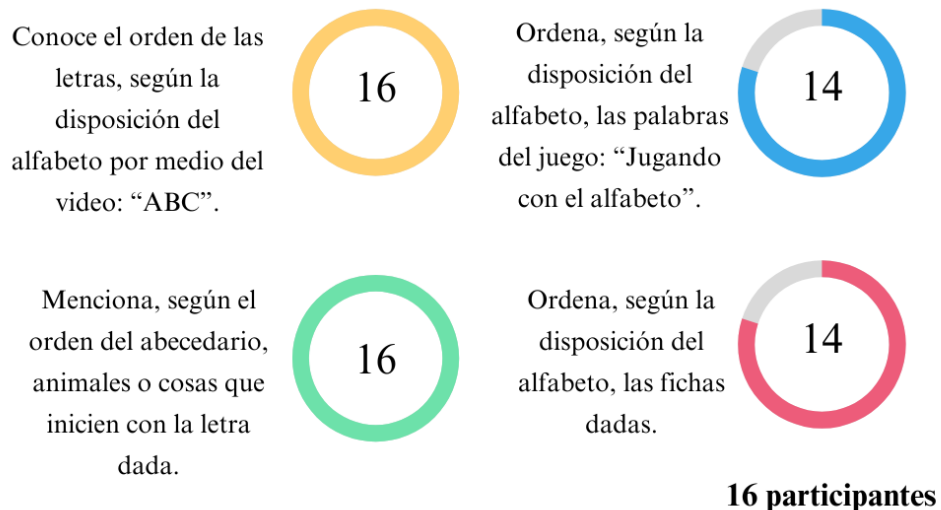 Conoce el orden de las
letras, según la
disposición del
alfabeto por medio del
video: “ABC”.
16
Ordena, según la
disposición del
alfabeto, las palabras
del juego: “Jugando
con el alfabeto”.
14
Menciona, según el
orden del abecedario,
animales o cosas que
inicien con la letra
dada.
16
Ordena, según la
disposición del
alfabeto, las fichas
dadas.
14
16 participantes